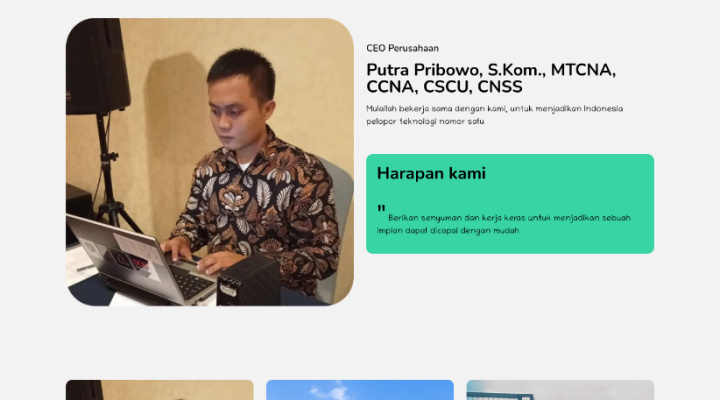 CEO Perusahaan
Putra Pribowo, S.Kom., MTCNA,
CCNA, CSCU, CNSS
Mulailah bekerja sama dengan kami, untuk menjadikan Indonesia
pelopor teknologi nomor satu
Harapan kami
" Berikan senyuman dan kerja keras untuk menjadikan sebuah
impian dapat dicapai dengan mudah